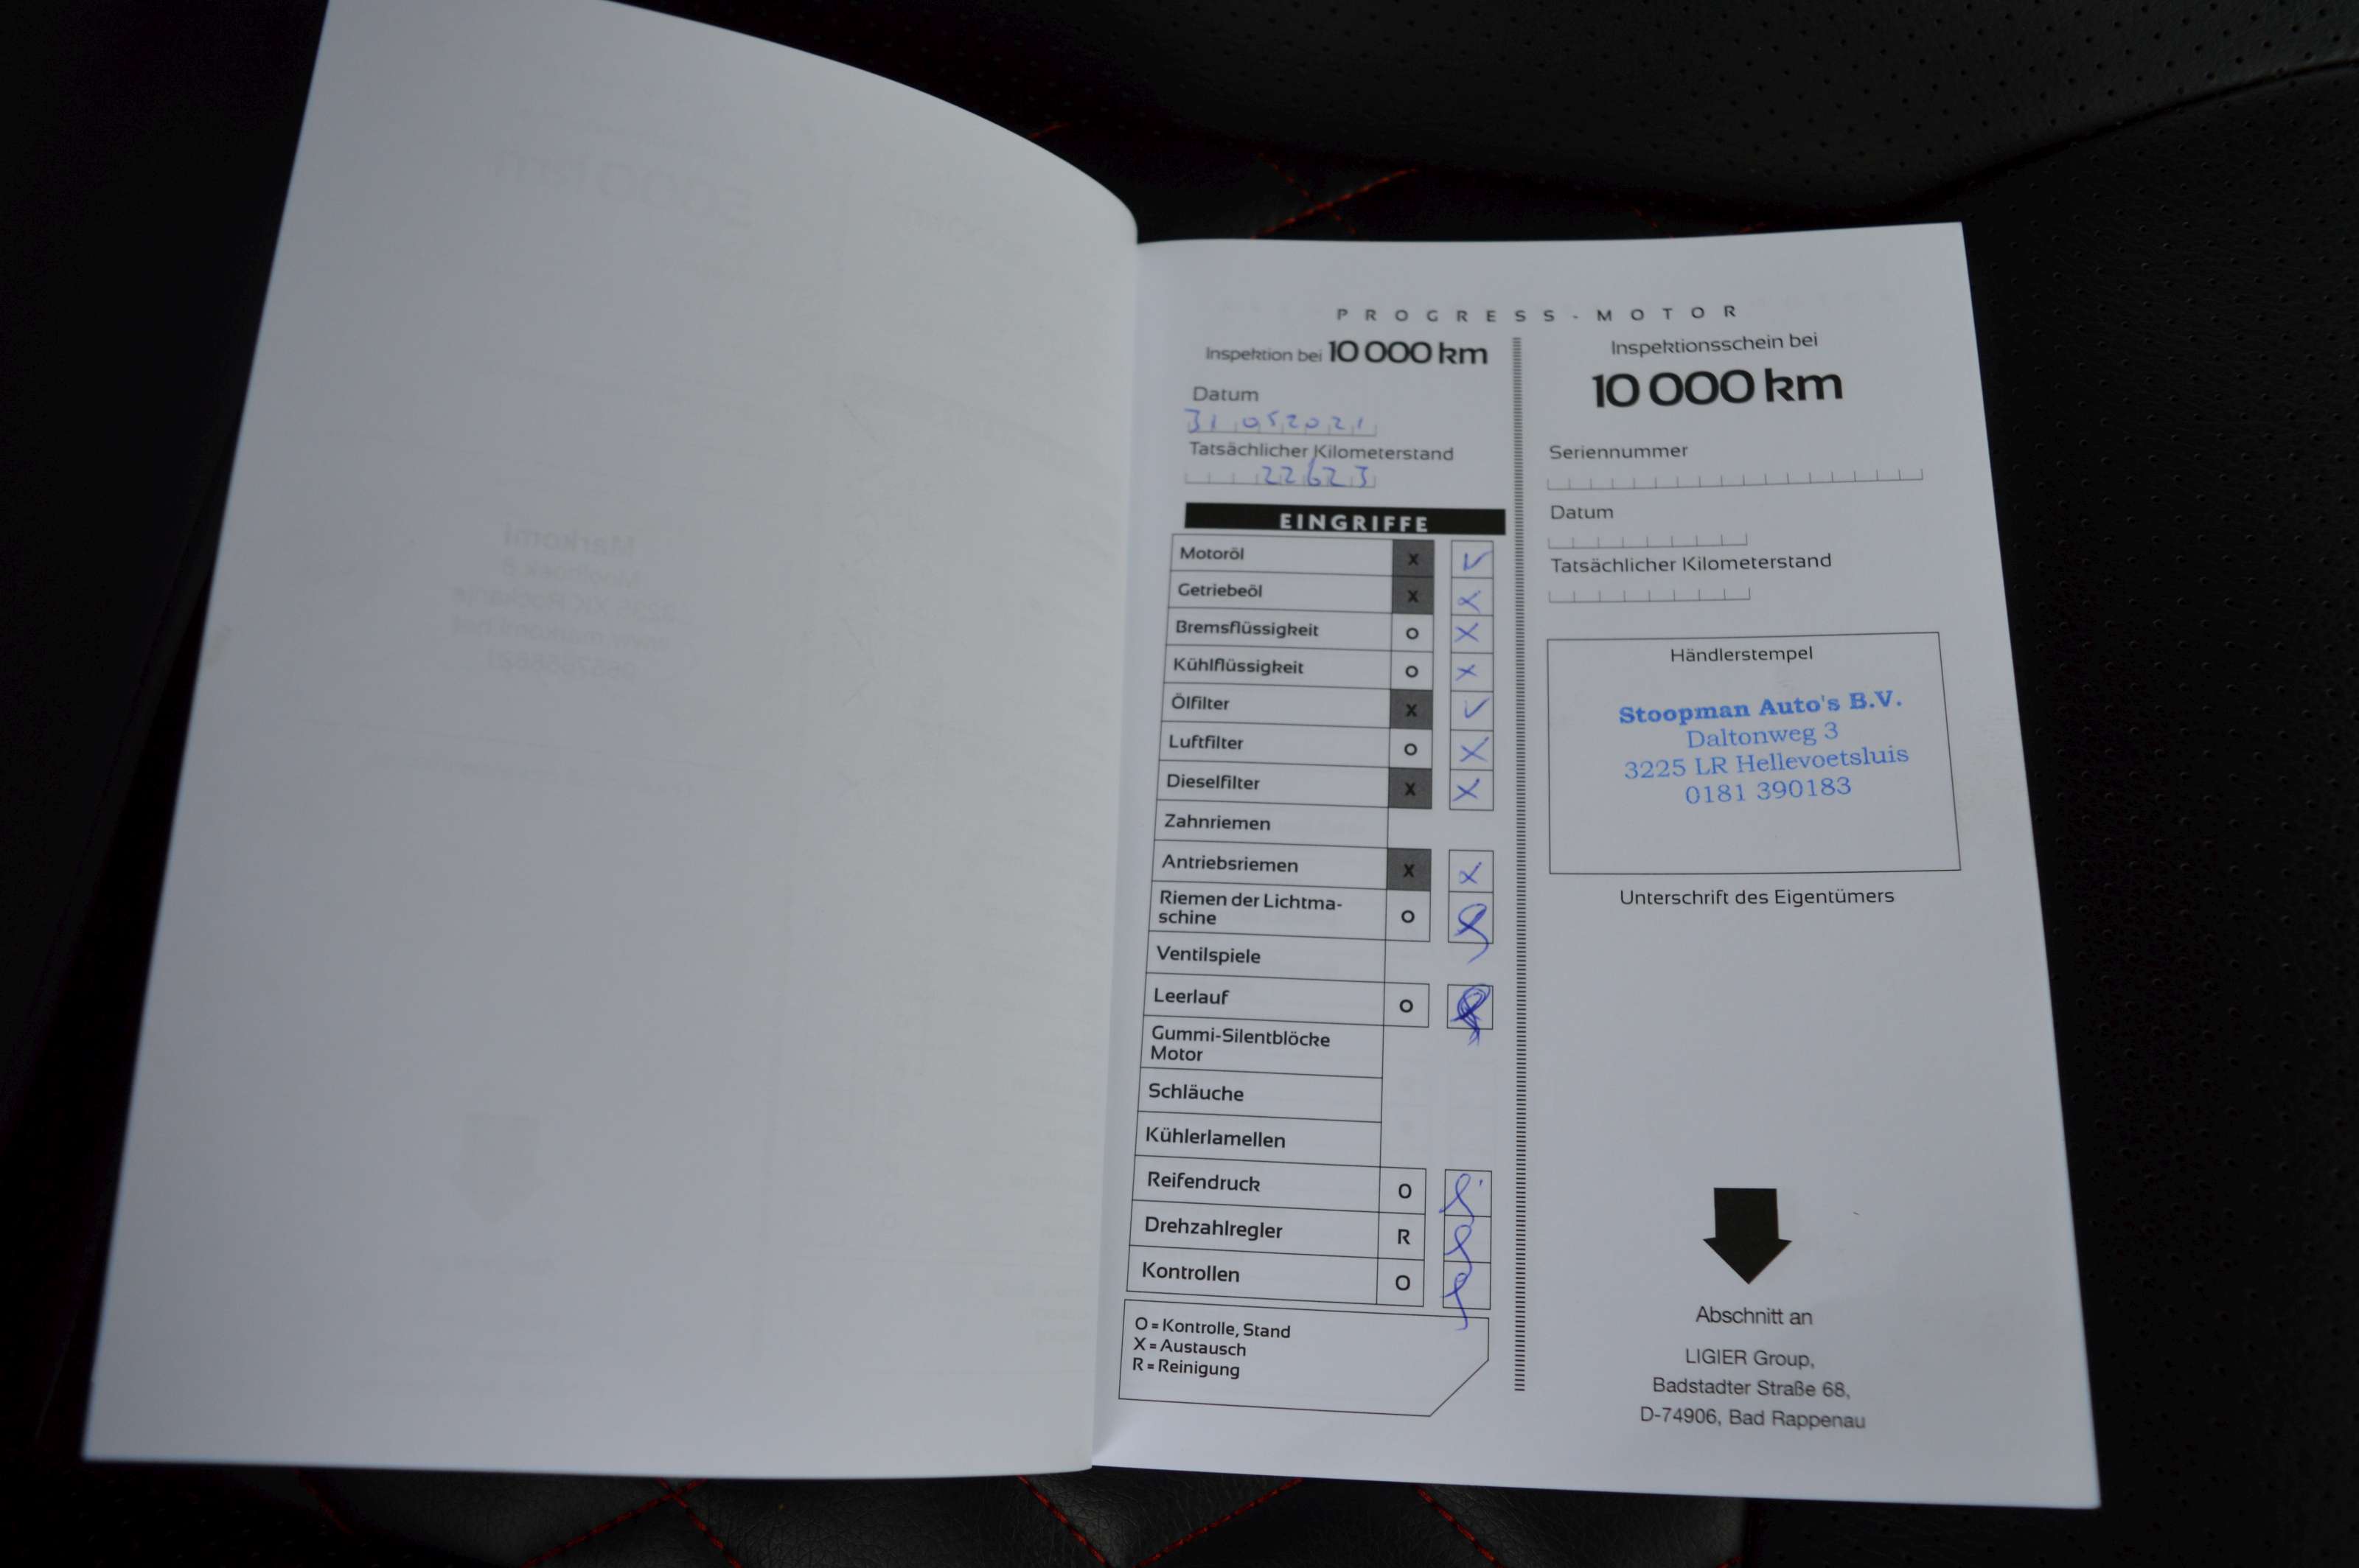 PROGRESS-MOTOR
Inspektion bei 10 000 km
Datum
31 05 2021
Tatsächlicher Kilometerstand
22623
EINGRIFFE
Motoröl X ✓
Getriebeöl X X
Bremsflüssigkeit O X
Kühlflüssigkeit O X
Ölfilter X ✓
Luftfilter O X
Dieselfilter X X
Zahnriemen
Antriebsriemen X X
Riemen der Lichtma-
schine O
Ventilspiele
Leerlauf O
Gummi-Silentblöcke
Motor
Schläuche
Kühlerlamellen
Reifendruck O
Drehzahlregler R
Kontrollen O
O = Kontrolle, Stand
X = Austausch
R = Reinigung
Inspektionsschein bei
10 000 km
Seriennummer
Datum
Tatsächlicher Kilometerstand
Händlerstempel
Stoopman Auto's B.V.
Daltonweg 3
3225 LR Hellevoetsluis
0181 390183
Unterschrift des Eigentümers
Abschnitt an
LIGIER Group,
Badstadter Straße 68,
D-74906, Bad Rappenau